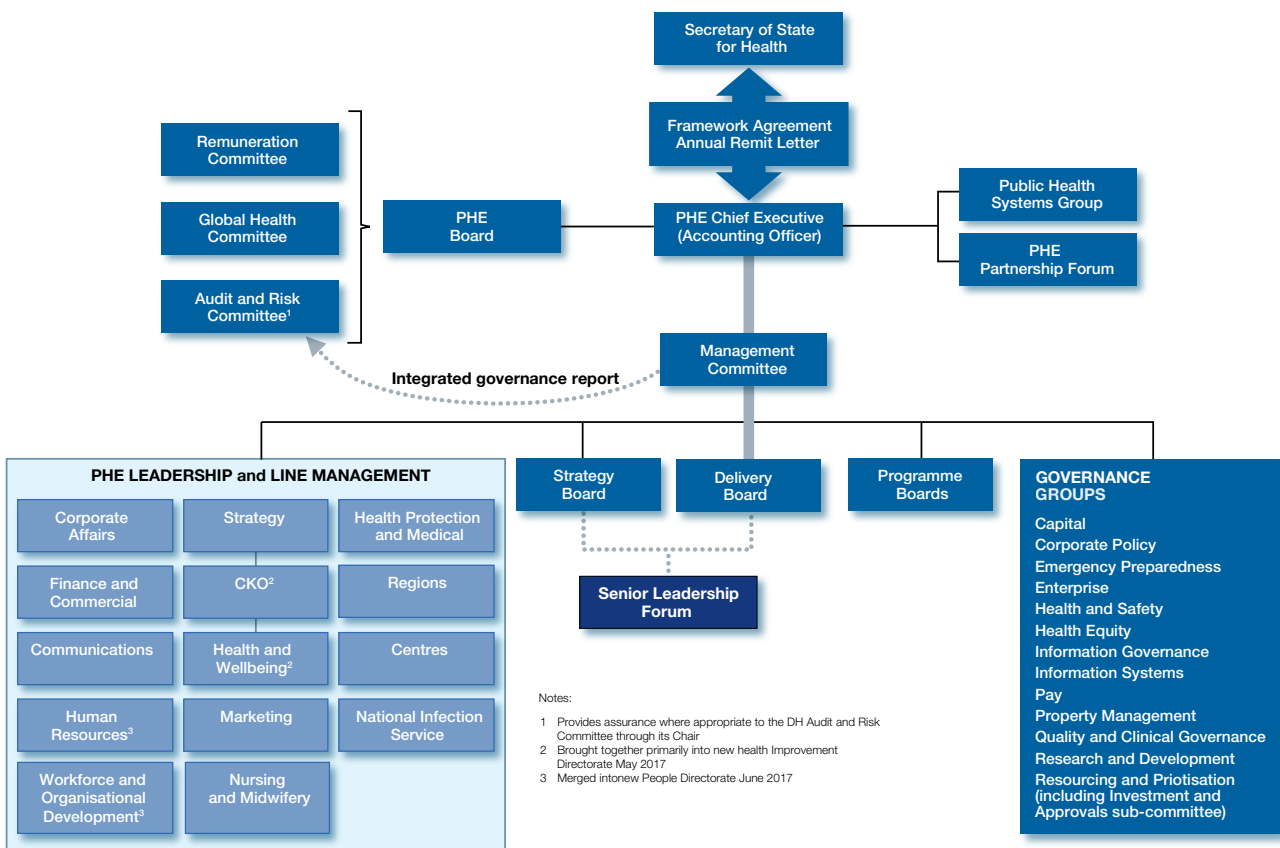 Secretary of State
for Health
Framework Agreement
Annual Remit Letter
Remuneration
Committee
Global Health
Committee
Audit and Risk
Committee¹
PHE
Board
PHE Chief Executive
(Accounting Officer)
Public Health
Systems Group
PHE
Partnership Forum
Management
Committee
Integrated governance report
PHE LEADERSHIP and LINE MANAGEMENT
Corporate
Affairs
Strategy
Health Protection
and Medical
Finance and
Commercial
CKO²
Regions
Communications
Health and
Wellbeing²
Centres
Human
Resources³
Marketing
National Infection
Service
Workforce and
Organisational
Development³
Nursing
and Midwifery
Strategy
Board
Delivery
Board
Programme
Boards
Senior Leadership
Forum
GOVERNANCE
GROUPS
Capital
Corporate Policy
Emergency Preparedness
Enterprise
Health and Safety
Health Equity
Information Governance
Information Systems
Pay
Property Management
Quality and Clinical Governance
Research and Development
Resourcing and Priotisation
(including Investment and
Approvals sub-committee)
Notes:
1 Provides assurance where appropriate to the DH Audit and Risk
Committee through its Chair
2 Brought together primarily into new health Improvement
Directorate May 2017
3 Merged intonew People Directorate June 2017